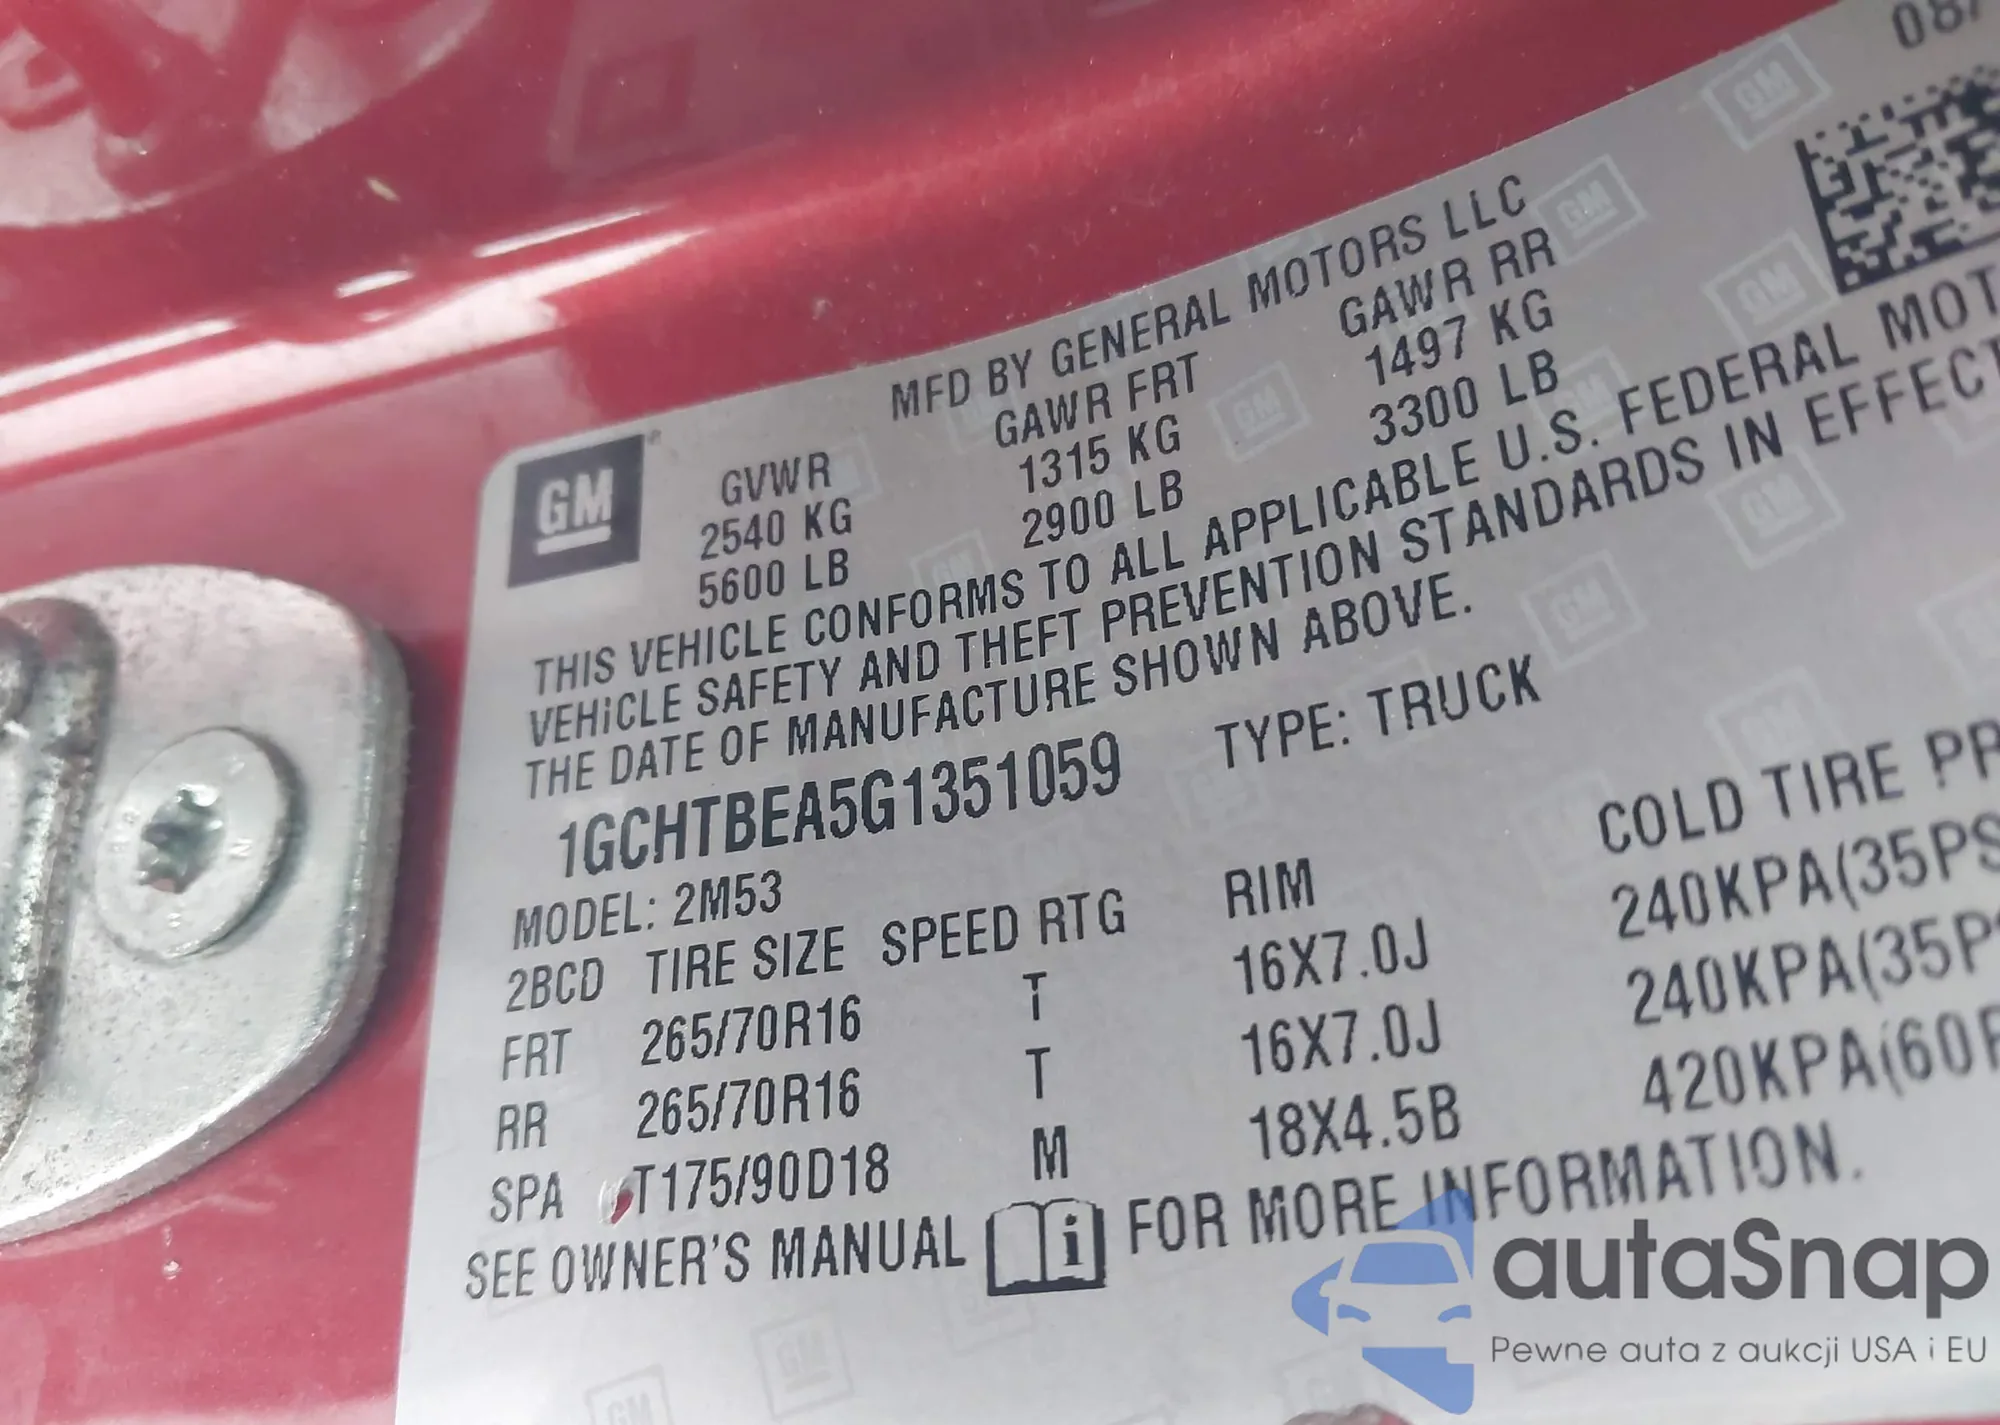 08/
MFD BY GENERAL MOTORS LLC
GVWR GAWR FRT GAWR RR
2540 KG 1315 KG 1497 KG
5600 LB 2900 LB 3300 LB
GM
THIS VEHICLE CONFORMS TO ALL APPLICABLE U.S. FEDERAL MOT
VEHiCLE SAFETY AND THEFT PREVENTION STANDARDS IN EFFECT
THE DATE OF MANUFACTURE SHOWN ABOVE.
1GCHTBEA5G1351059 TYPE: TRUCK
MODEL: 2M53
2BCD TIRE SIZE SPEED RTG RIM COLD TIRE PR
FRT 265/70R16 T 16X7.0J 240KPA(35PS
RR 265/70R16 T 16X7.0J 240KPA(35PS
SPA T175/90D18 M 18X4.5B 420KPA(60P
SEE OWNER'S MANUAL i FOR MORE INFORMATION.
autaSnap
Pewne auta z aukcji USA i EU